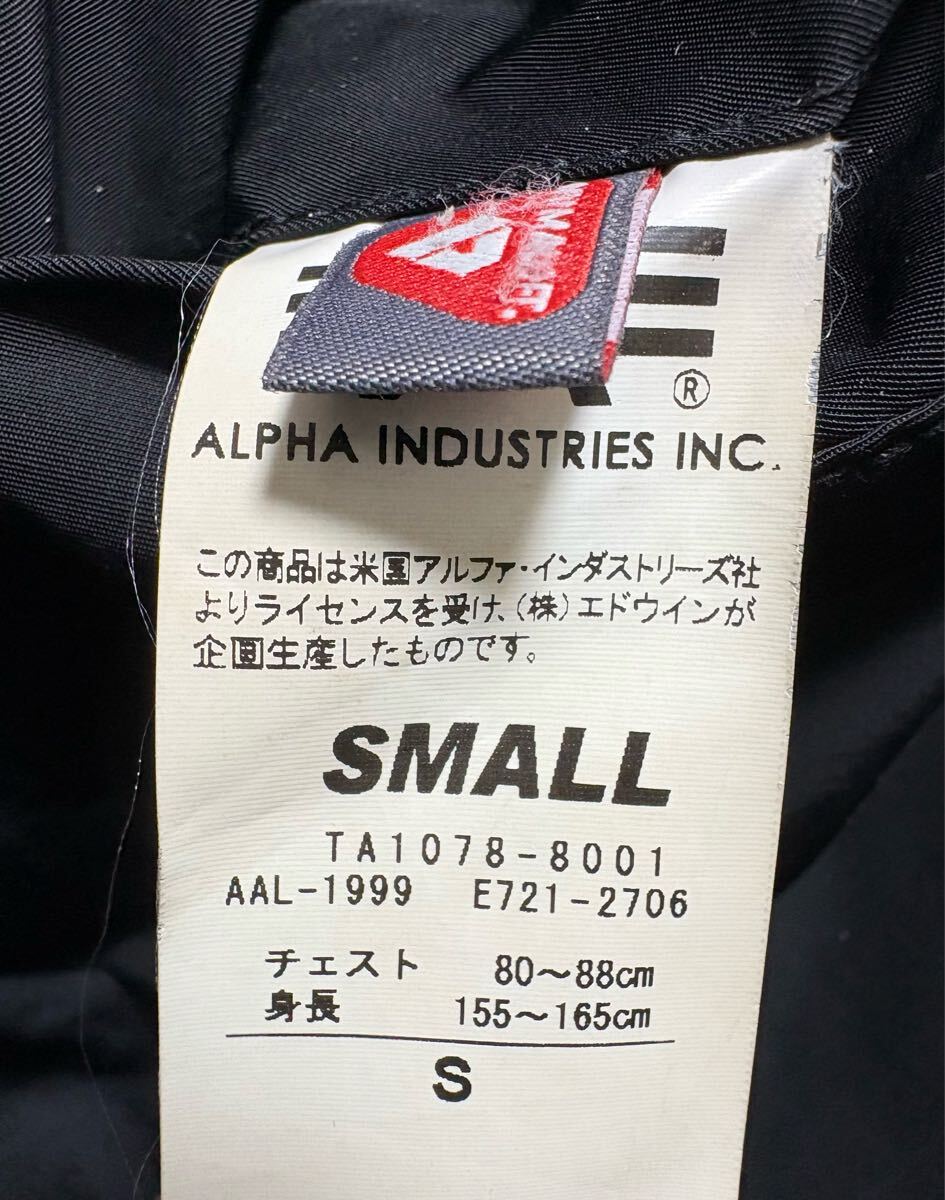 ®
ALPHA INDUSTRIES INC.
この商品は米国アルファ・インダストリーズ社
よりライセンスを受け、(株)エドウインが
企画生産したものです。
SMALL
TA1078-8001
AAL-1999 E721-2706
チェスト 80～88cm
身長 155～165cm
S